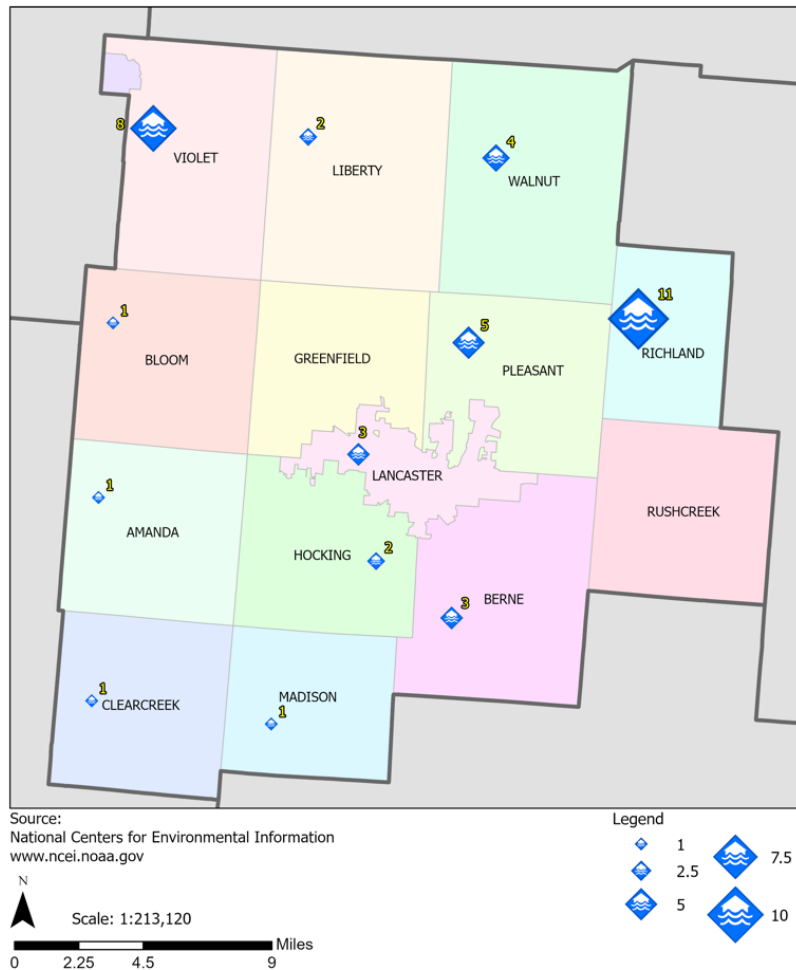 8
2
4
VIOLET
LIBERTY
WALNUT
11
1
5
BLOOM
GREENFIELD
PLEASANT
RICHLAND
3
LANCASTER
1
RUSHCREEK
AMANDA
HOCKING
2
BERNE
3
1
CLEARCREEK
MADISON
1
Source:
National Centers for Environmental Information
www.ncei.noaa.gov
N
Scale: 1:213,120
Miles
0 2.25 4.5 9
Legend
1
2.5
5
7.5
10